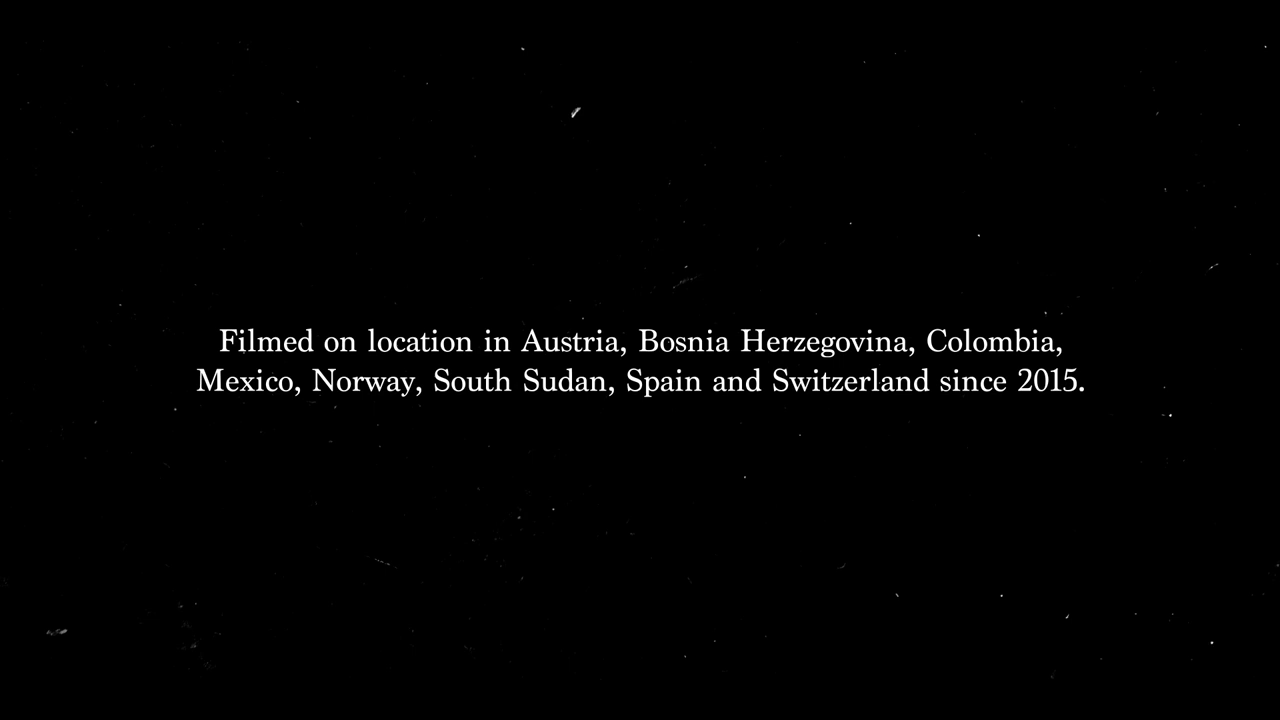 Filmed on location in Austria, Bosnia Herzegovina, Colombia,
Mexico, Norway, South Sudan, Spain and Switzerland since 2015.